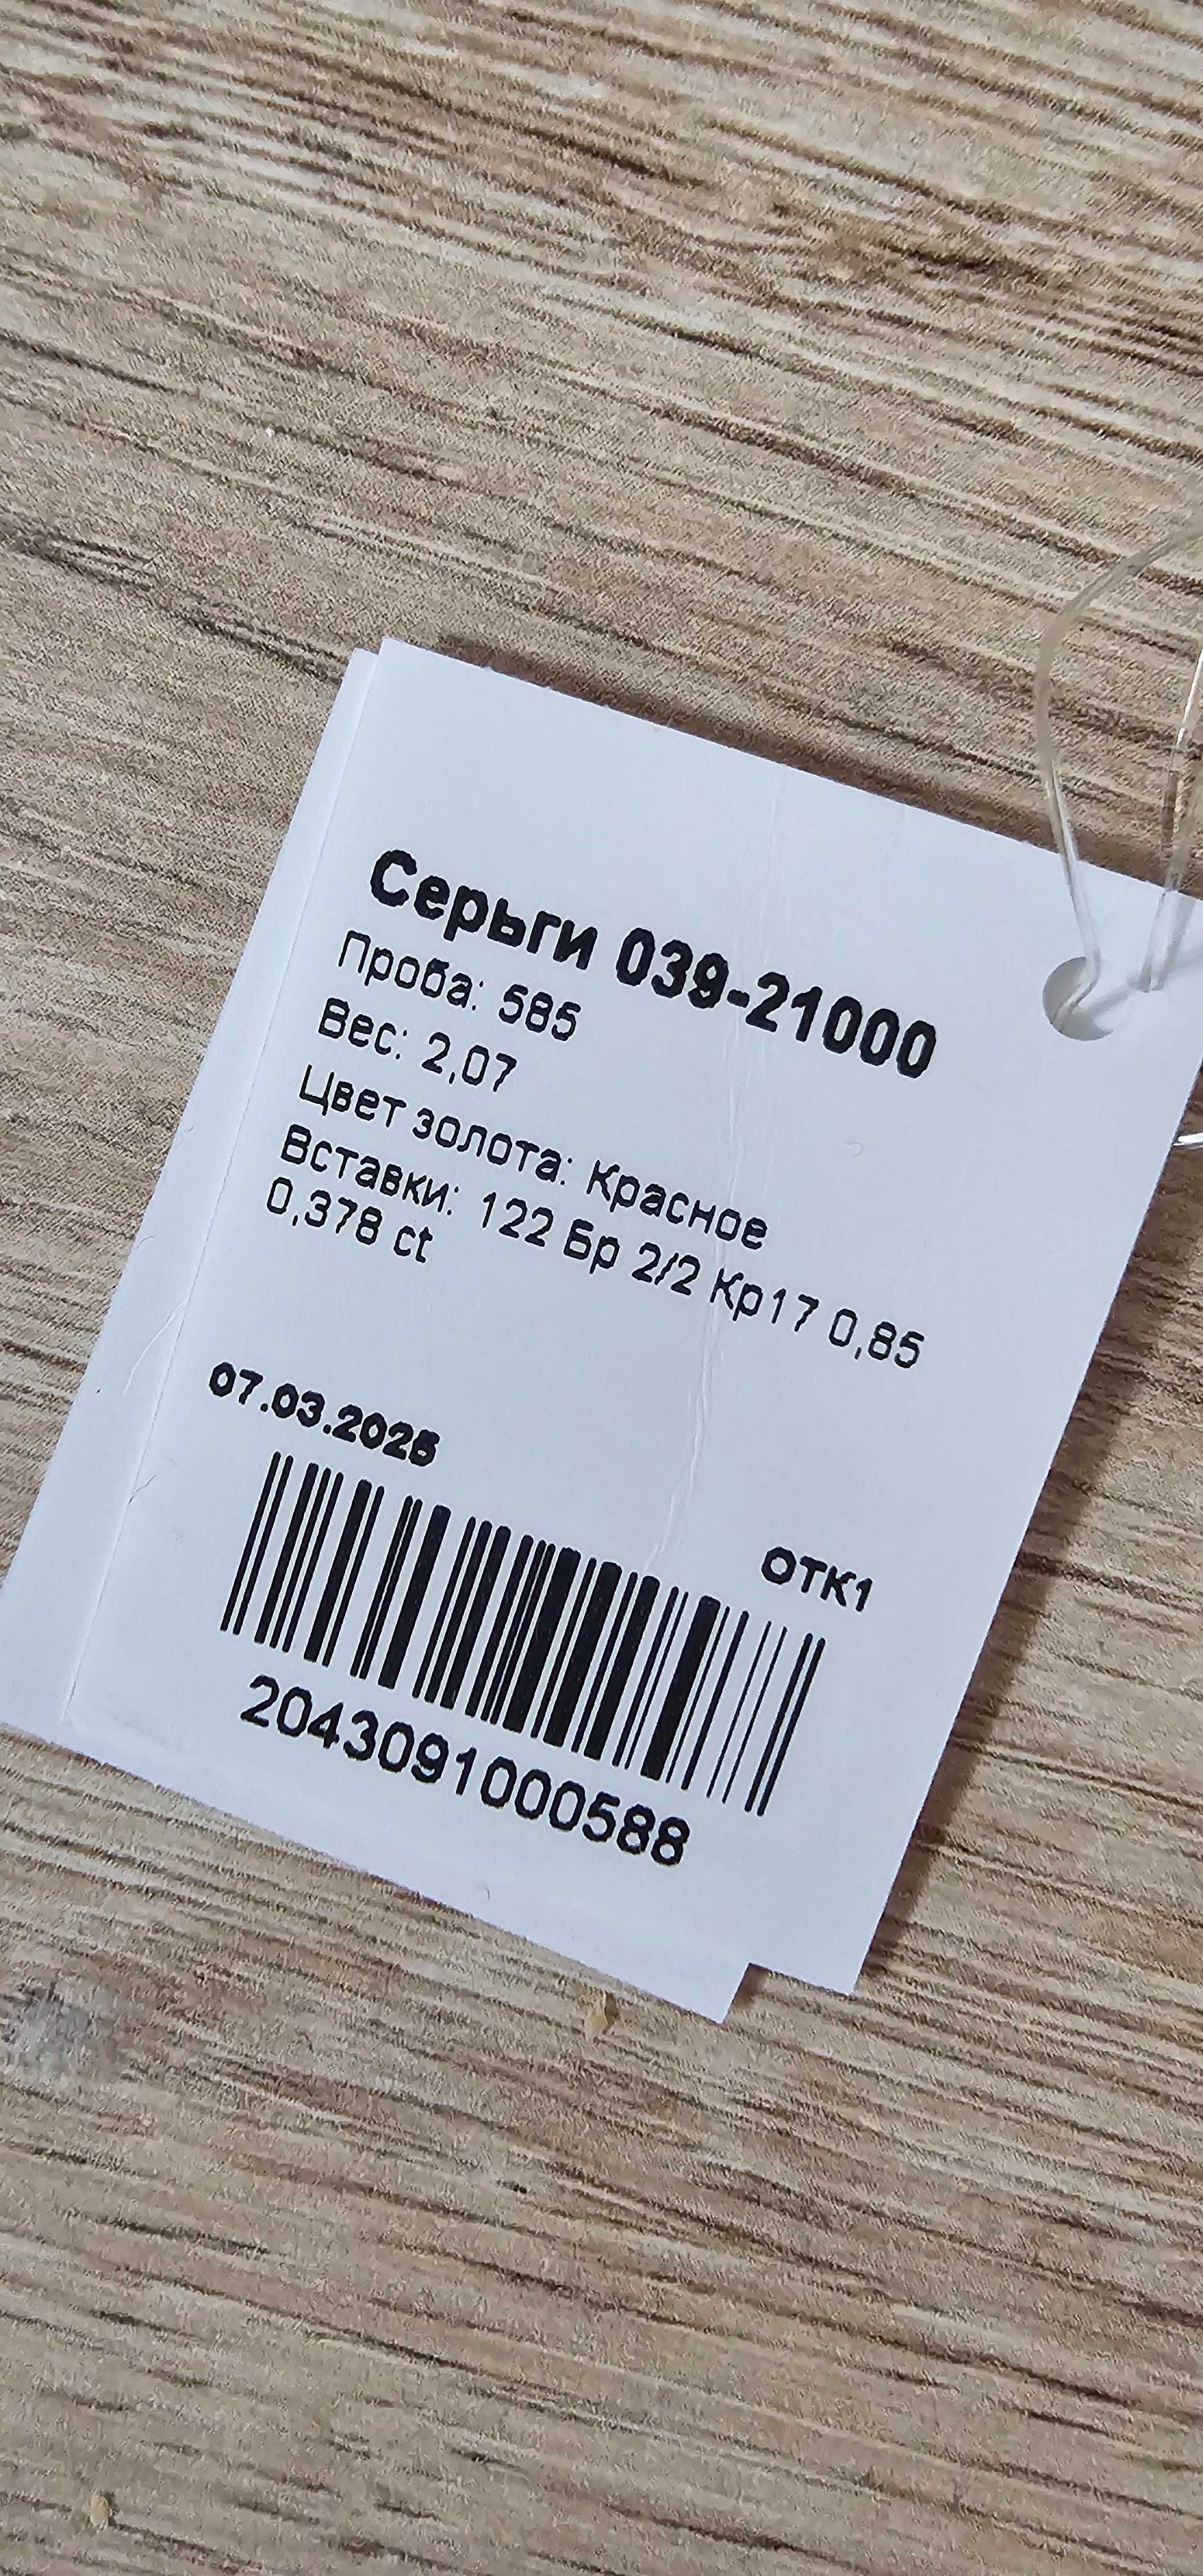 Серьги 039-21000
Проба: 585
Вес: 2,07
Цвет золота: Красное
Вставки: 122 Бр 2/2 Кр17 0,85
0,378 ct
07.03.2025
ОТК1
2043091000588